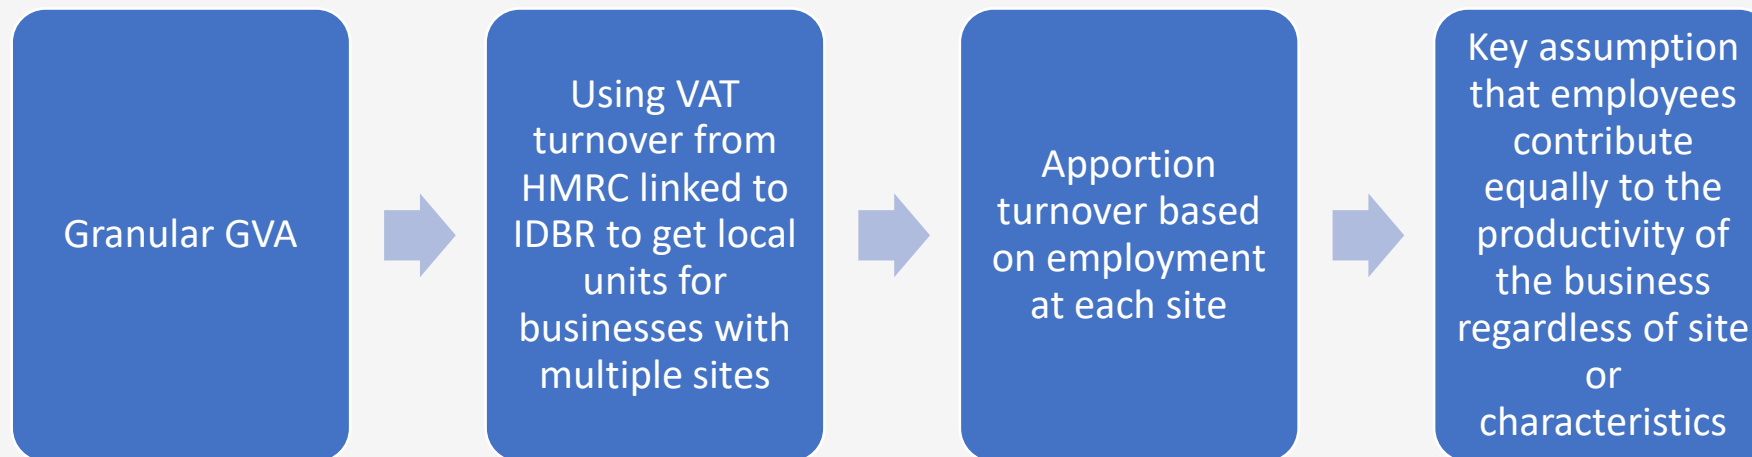 Granular GVA
Using VAT
turnover from
HMRC linked to
IDBR to get local
units for
businesses with
multiple sites
Apportion
turnover based
on employment
at each site
Key assumption
that employees
contribute
equally to the
productivity of
the business
regardless of site
or
characteristics